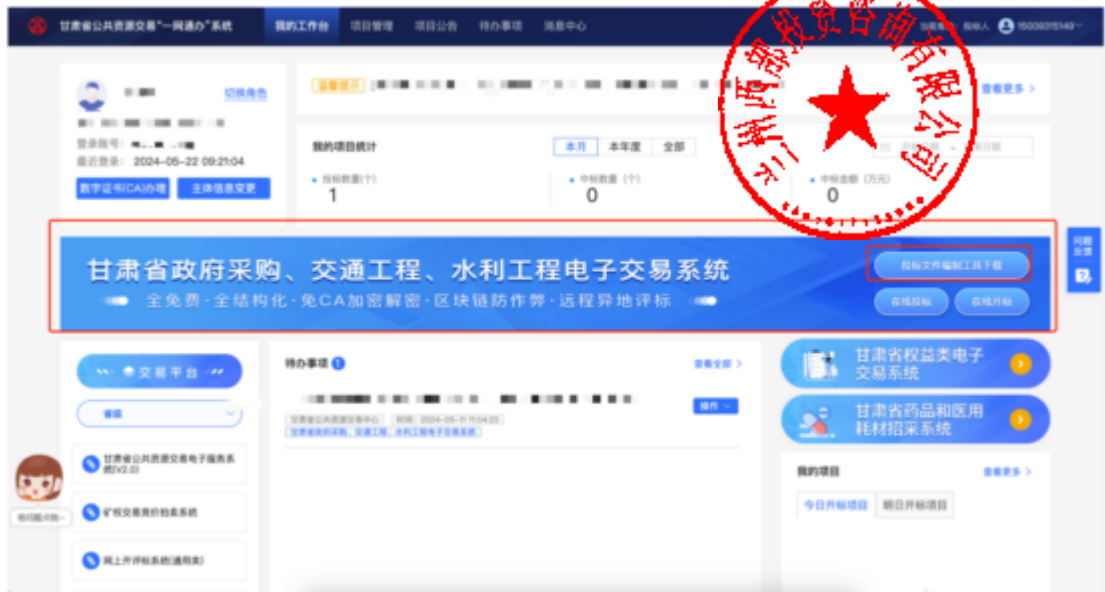 甘肃省公共资源交易“一网通办”系统 我的工作台 项目管理 项目公告 待办事项 消息中心 投标人 15009315149
兰州西部投资咨询有限公司
切换角色
登录账号：
最近登录： 2024-05-22 09:21:04
数字证书(CA)办理 主体信息变更
温馨提示
查看更多 >
我的项目统计 本月 本年度 全部
投标数量(个)
1
中标数量（个）
0
中标金额（万元）
0
甘肃省政府采购、交通工程、水利工程电子交易系统
全免费·全结构化·免CA加密解密·区块链防作弊·远程异地评标
投标文件编制工具下载
在线投标 在线开标
问题
反馈
交易平台
省级
甘肃省公共资源交易电子服务系
统(V2.0)
矿权交易竞价拍卖系统
网上开评标系统(通用类)
有问题点我~
待办事项 1 查看全部 >
操作
甘肃省公共资源交易中心 时间: 2024-05-11 11:04:20
甘肃省政府采购、交通工程、水利工程电子交易系统
甘肃省权益类电子
交易系统
甘肃省药品和医用
耗材招采系统
我的项目 查看更多 >
今日开标项目 明日开标项目